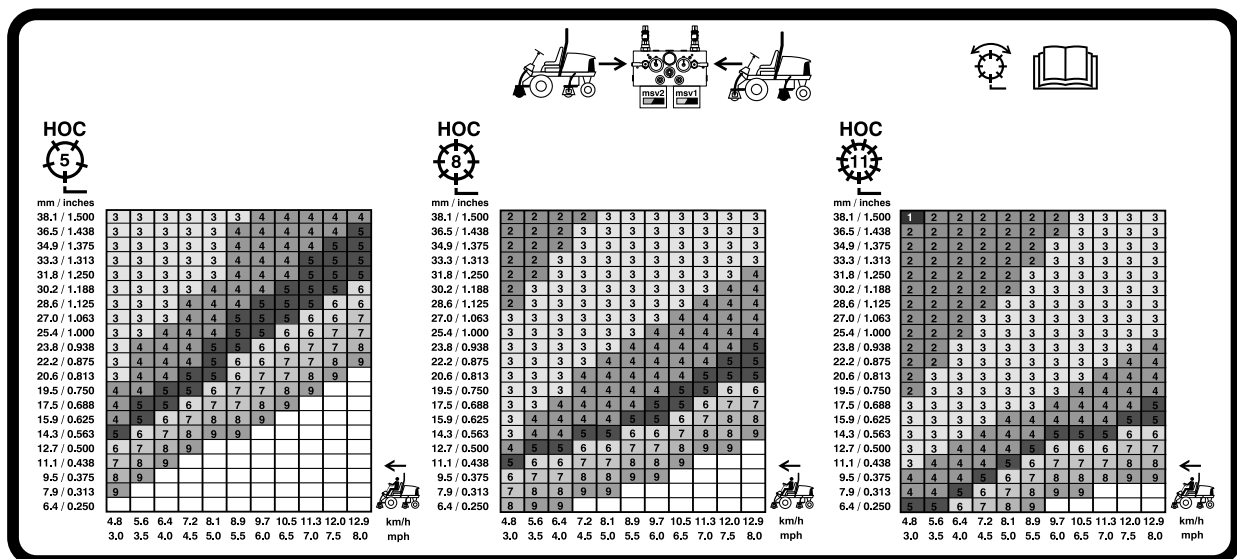 msv2 msv1
HOC
5
mm / inches
38.1 / 1.500 3 3 3 3 3 3 4 4 4 4 4
36.5 / 1.438 3 3 3 3 3 4 4 4 4 4 5
34.9 / 1.375 3 3 3 3 3 4 4 4 4 5 5
33.3 / 1.313 3 3 3 3 3 4 4 4 5 5 5
31.8 / 1.250 3 3 3 3 3 4 4 4 5 5 5
30.2 / 1.188 3 3 3 3 4 4 4 5 5 5 6
28.6 / 1.125 3 3 3 4 4 4 5 5 5 6 6
27.0 / 1.063 3 3 3 4 4 5 5 5 6 6 7
25.4 / 1.000 3 3 4 4 4 5 5 6 6 7 7
23.8 / 0.938 3 4 4 4 5 5 6 6 7 7 8
22.2 / 0.875 3 4 4 4 5 6 6 7 7 8 9
20.6 / 0.813 3 4 4 5 5 6 7 7 8 9
19.5 / 0.750 4 4 5 5 6 7 7 8 9
17.5 / 0.688 4 5 5 6 7 7 8 9
15.9 / 0.625 4 5 6 7 7 8 9
14.3 / 0.563 5 6 7 8 9 9
12.7 / 0.500 6 7 8 9
11.1 / 0.438 7 8 9
9.5 / 0.375 8 9
7.9 / 0.313 9
6.4 / 0.250
4.8 5.6 6.4 7.2 8.1 8.9 9.7 10.5 11.3 12.0 12.9 km/h
3.0 3.5 4.0 4.5 5.0 5.5 6.0 6.5 7.0 7.5 8.0 mph
HOC
8
mm / inches
38.1 / 1.500 2 2 2 2 3 3 3 3 3 3 3
36.5 / 1.438 2 2 2 3 3 3 3 3 3 3 3
34.9 / 1.375 2 2 2 3 3 3 3 3 3 3 3
33.3 / 1.313 2 2 3 3 3 3 3 3 3 3 3
31.8 / 1.250 2 2 3 3 3 3 3 3 3 3 4
30.2 / 1.188 2 3 3 3 3 3 3 3 3 3 4
28.6 / 1.125 2 3 3 3 3 3 3 3 4 4 4
27.0 / 1.063 3 3 3 3 3 3 3 4 4 4 4
25.4 / 1.000 3 3 3 3 3 3 4 4 4 4 4
23.8 / 0.938 3 3 3 3 3 4 4 4 4 4 5
22.2 / 0.875 3 3 3 3 4 4 4 4 4 5 5
20.6 / 0.813 3 3 3 4 4 4 4 4 5 5 5
19.5 / 0.750 3 3 3 4 4 4 4 5 5 6 6
17.5 / 0.688 3 3 4 4 4 4 5 5 6 7 7
15.9 / 0.625 3 4 4 4 4 5 5 6 7 8 8
14.3 / 0.563 3 4 4 5 5 6 6 7 8 8 9
12.7 / 0.500 4 5 5 6 6 7 7 8 9 9
11.1 / 0.438 5 6 6 7 7 8 8 9
9.5 / 0.375 6 7 7 8 8 9 9
7.9 / 0.313 7 8 8 9 9
6.4 / 0.250 8 9 9
4.8 5.6 6.4 7.2 8.1 8.9 9.7 10.5 11.3 12.0 12.9 km/h
3.0 3.5 4.0 4.5 5.0 5.5 6.0 6.5 7.0 7.5 8.0 mph
HOC
11
mm / inches
38.1 / 1.500 1 2 2 2 2 2 2 3 3 3 3
36.5 / 1.438 2 2 2 2 2 2 2 3 3 3 3
34.9 / 1.375 2 2 2 2 2 2 3 3 3 3 3
33.3 / 1.313 2 2 2 2 2 2 3 3 3 3 3
31.8 / 1.250 2 2 2 2 2 3 3 3 3 3 3
30.2 / 1.188 2 2 2 2 2 3 3 3 3 3 3
28.6 / 1.125 2 2 2 2 3 3 3 3 3 3 3
27.0 / 1.063 2 2 2 3 3 3 3 3 3 3 3
25.4 / 1.000 2 2 2 3 3 3 3 3 3 3 3
23.8 / 0.938 2 2 3 3 3 3 3 3 3 3 4
22.2 / 0.875 2 2 3 3 3 3 3 3 3 4 4
20.6 / 0.813 2 3 3 3 3 3 3 3 4 4 4
19.5 / 0.750 2 3 3 3 3 3 3 4 4 4 4
17.5 / 0.688 3 3 3 3 3 3 4 4 4 4 5
15.9 / 0.625 3 3 3 3 4 4 4 4 4 5 5
14.3 / 0.563 3 3 4 4 4 4 5 5 5 6 6
12.7 / 0.500 3 3 4 4 4 5 6 6 7 7 7
11.1 / 0.438 3 4 4 4 5 6 6 7 7 8 8
9.5 / 0.375 4 4 4 5 6 7 7 8 8 9 9
7.9 / 0.313 4 4 5 6 7 8 9 9
6.4 / 0.250 5 5 6 7 8 9
4.8 5.6 6.4 7.2 8.1 8.9 9.7 10.5 11.3 12.0 12.9 km/h
3.0 3.5 4.0 4.5 5.0 5.5 6.0 6.5 7.0 7.5 8.0 mph